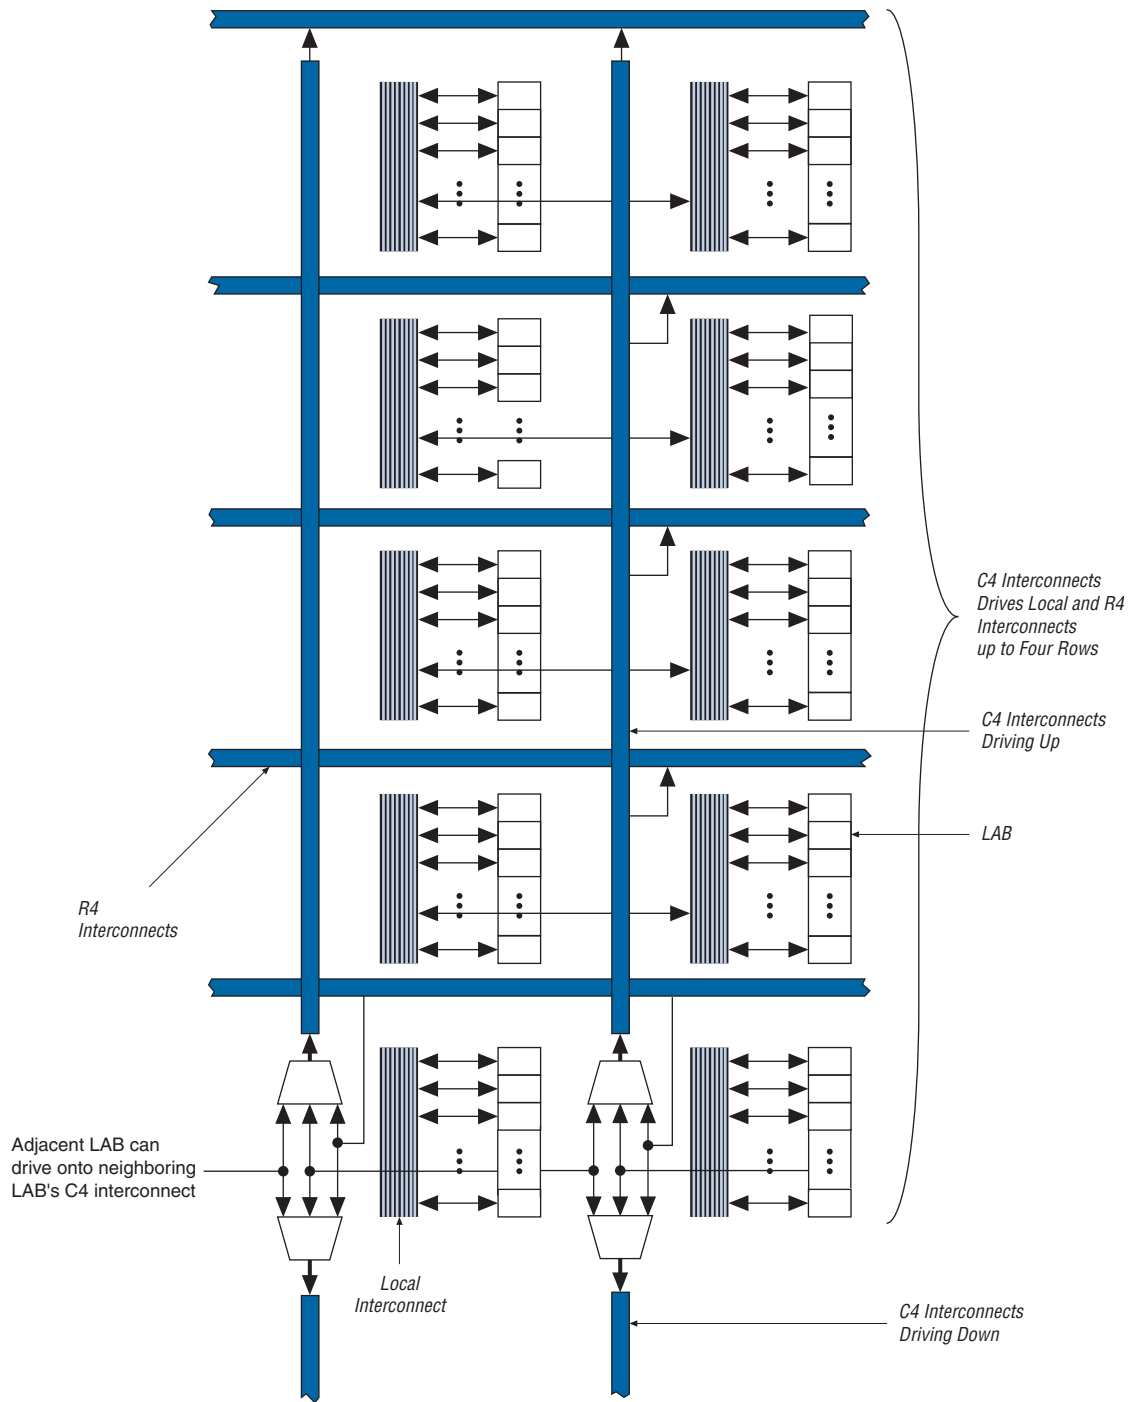 C4 Interconnects
Drives Local and R4
Interconnects
up to Four Rows
C4 Interconnects
Driving Up
LAB
R4
Interconnects
Adjacent LAB can
drive onto neighboring
LAB's C4 interconnect
Local
Interconnect
C4 Interconnects
Driving Down